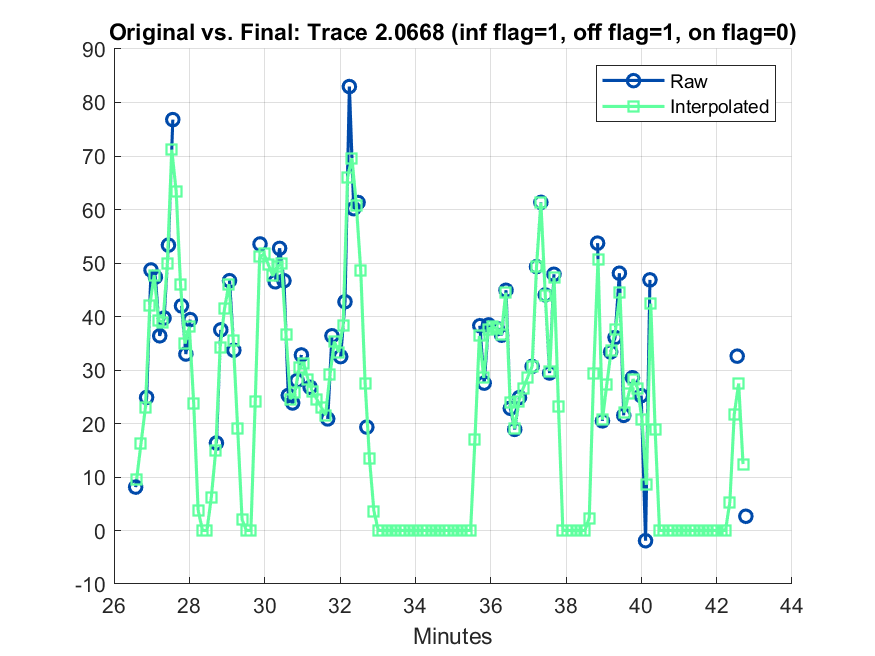 Original vs. Final: Trace 2.0668 (inf flag=1, off flag=1, on flag=0)
90
80
70
60
50
40
30
20
10
0
-10
Raw
Interpolated
26 28 30 32 34 36 38 40 42 44
Minutes